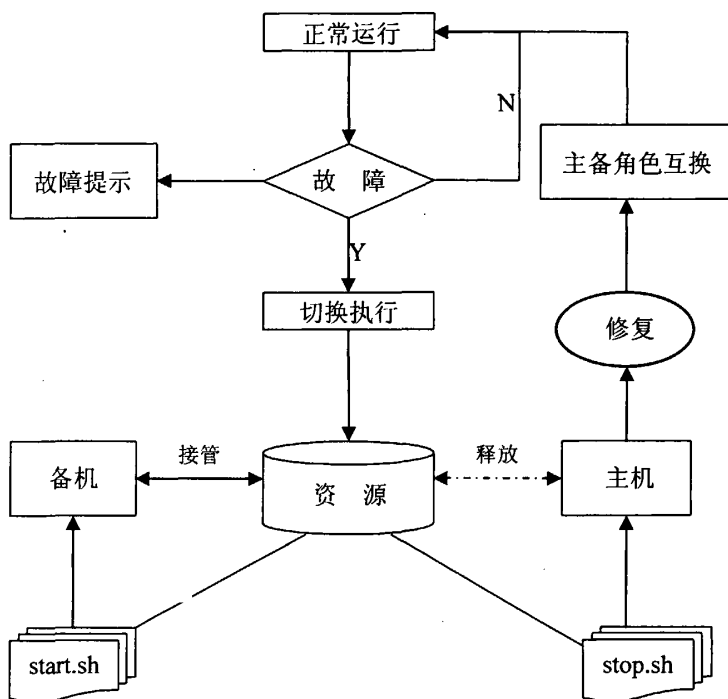 正常运行
N
故障提示
故 障
主备角色互换
Y
切换执行
修复
备机
接管
资 源
释放
主机
start.sh
stop.sh